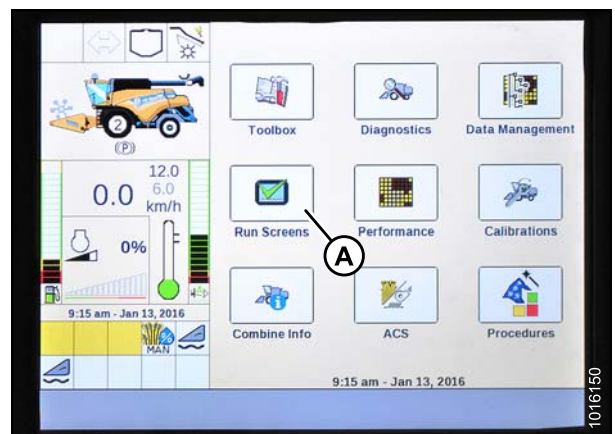 2
(P)
12.0
6.0
0.0 km/h
0%
9:15 am - Jan 13, 2016
MAN
Toolbox
Diagnostics
Data Management
Run Screens
Performance
Calibrations
A
Combine Info
ACS
Procedures
9:15 am - Jan 13, 2016
1016150